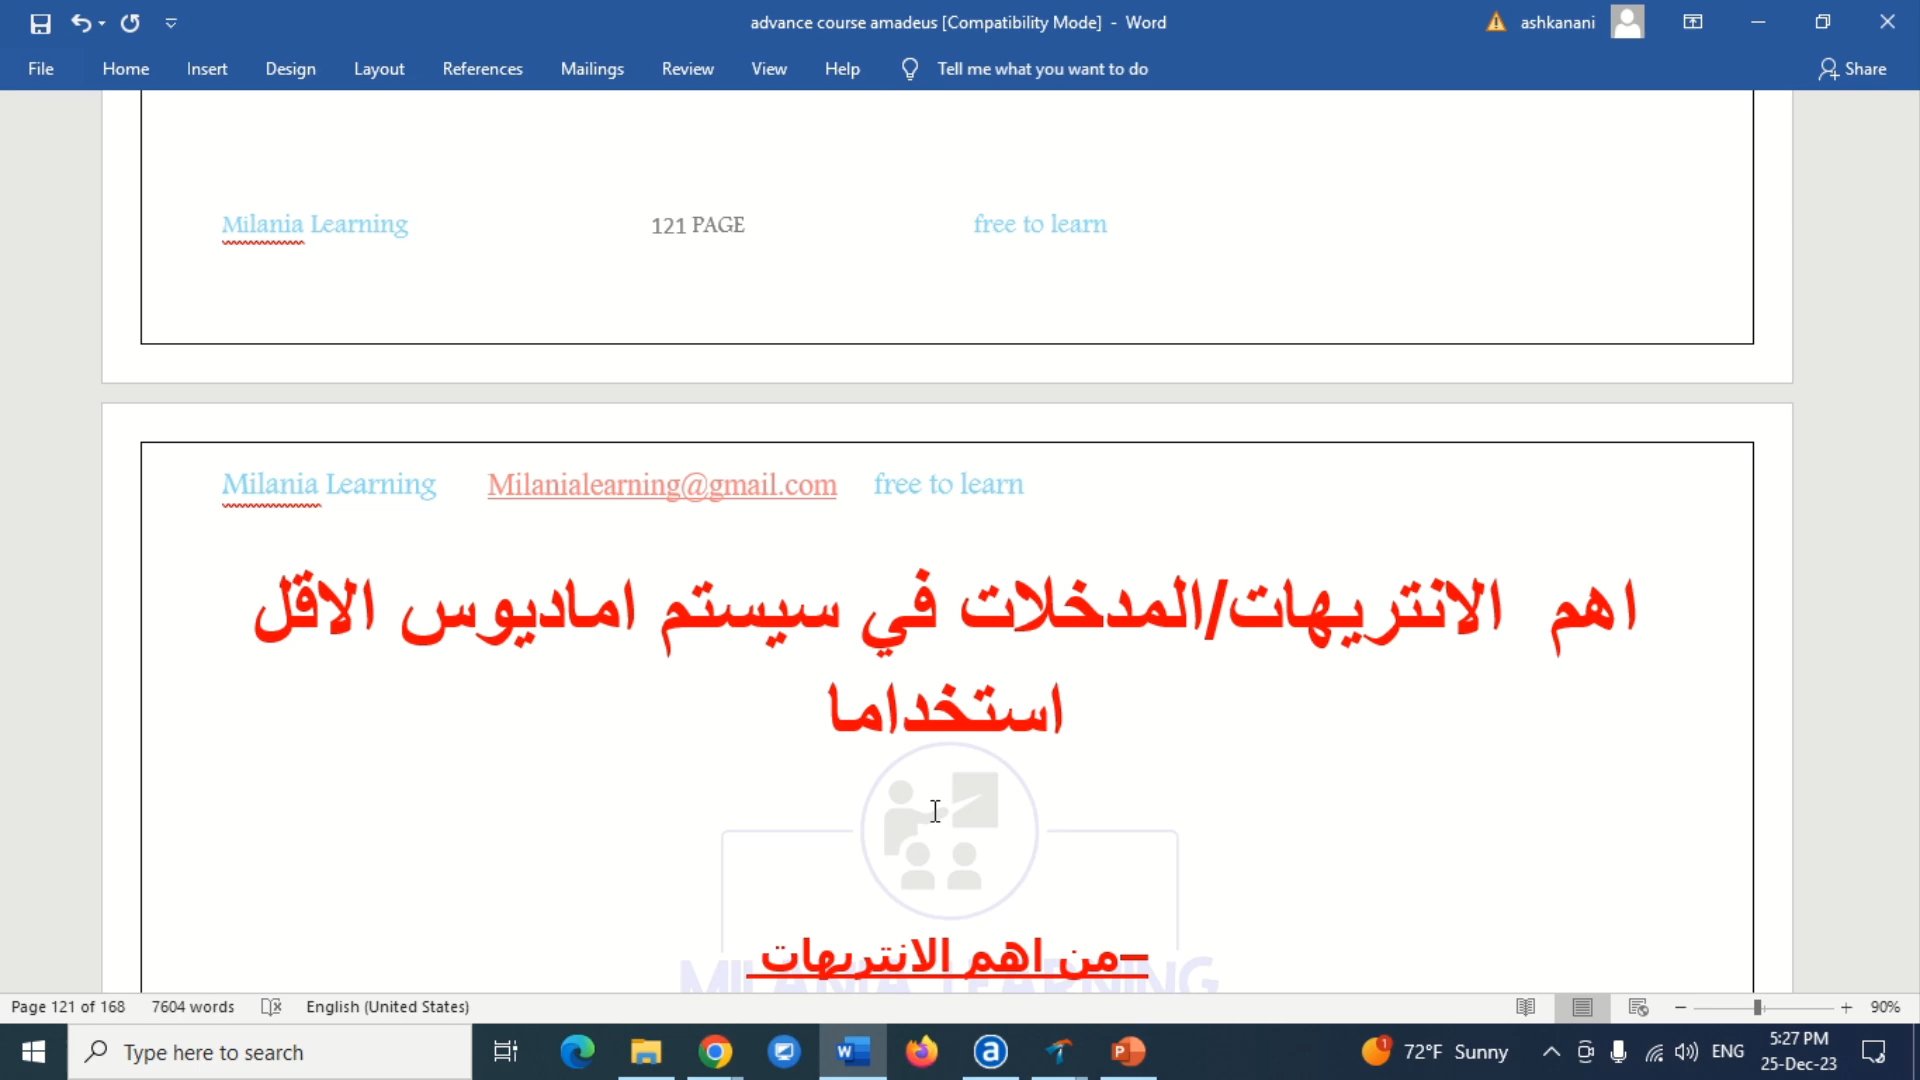 advance course amadeus [Compatibility Mode] - Word
ashkanani
File Home Insert Design Layout References Mailings Review View Help Tell me what you want to do Share
Milania Learning 121 PAGE free to learn
Milania Learning Milanialearning@gmail.com free to learn
اهم الانتريهات/المدخلات في سيستم اماديوس الاقل
استخداما
–من اهم الانتريهات
MILANIA LEARNING
Page 121 of 168 7604 words English (United States) 90%
Type here to search
72°F Sunny ENG 5:27 PM
25-Dec-23